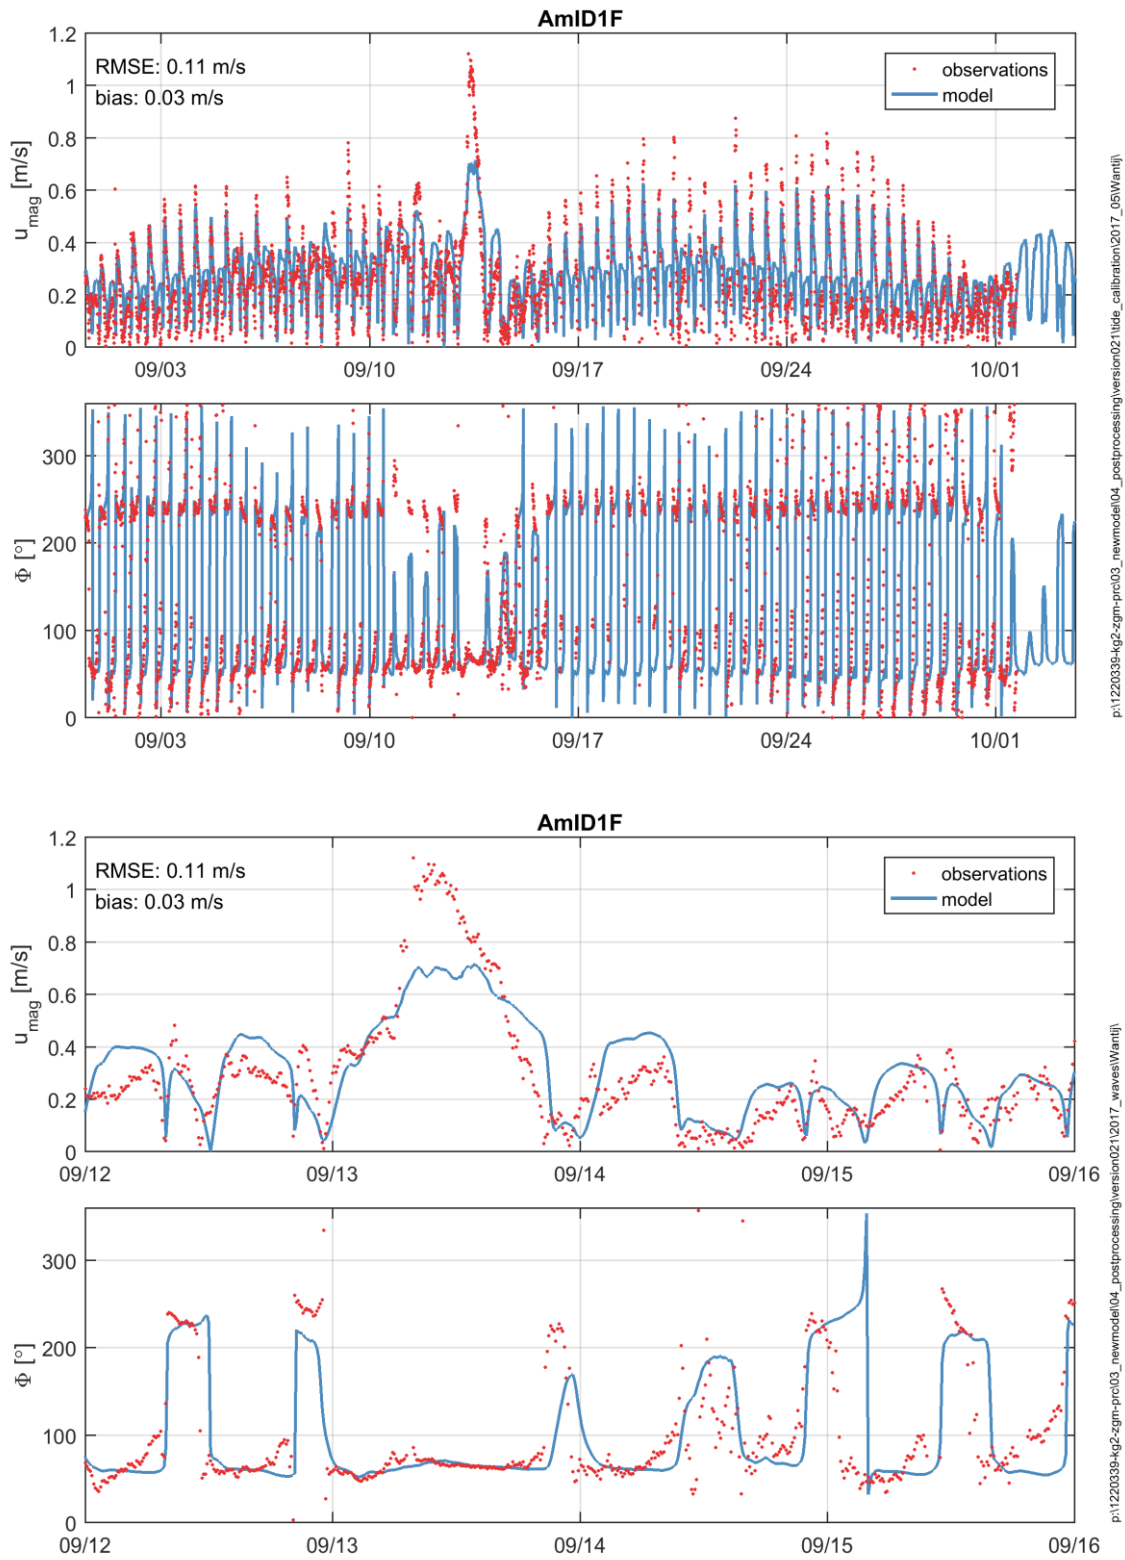 AmID1F
1.2
1
0.8
0.6
0.4
0.2
0
u_mag [m/s]
RMSE: 0.11 m/s
bias: 0.03 m/s
observations
model
09/03
09/10
09/17
09/24
10/01
300
200
100
0
Φ [°]
09/03
09/10
09/17
09/24
10/01
p:\1220339-kg2-zgm-prc\03_newmodel\04_postprocessing\version021\tide_calibration\2017_05\Wantij\
AmID1F
1.2
1
0.8
0.6
0.4
0.2
0
u_mag [m/s]
RMSE: 0.11 m/s
bias: 0.03 m/s
observations
model
09/12
09/13
09/14
09/15
09/16
300
200
100
0
Φ [°]
09/12
09/13
09/14
09/15
09/16
p:\1220339-kg2-zgm-prc\03_newmodel\04_postprocessing\version021\2017_waves\Wantij\